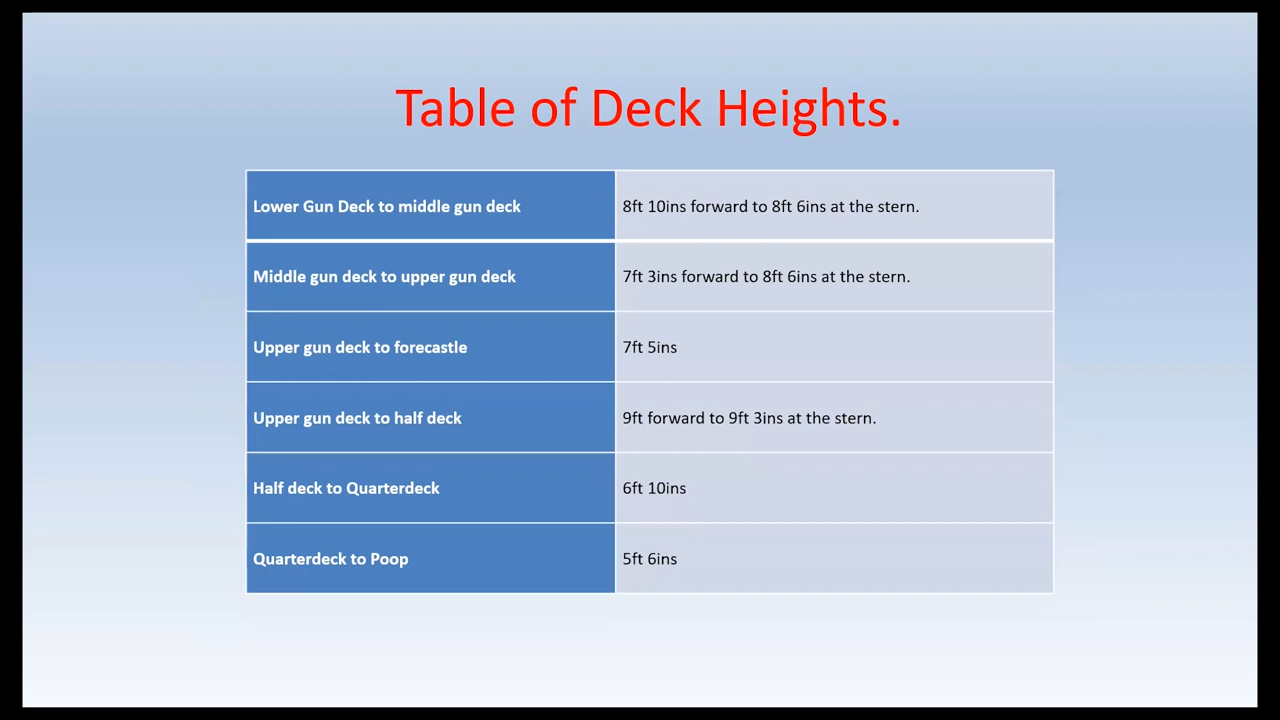 Table of Deck Heights.
Lower Gun Deck to middle gun deck
8ft 10ins forward to 8ft 6ins at the stern.
Middle gun deck to upper gun deck
7ft 3ins forward to 8ft 6ins at the stern.
Upper gun deck to forecastle
7ft 5ins
Upper gun deck to half deck
9ft forward to 9ft 3ins at the stern.
Half deck to Quarterdeck
6ft 10ins
Quarterdeck to Poop
5ft 6ins